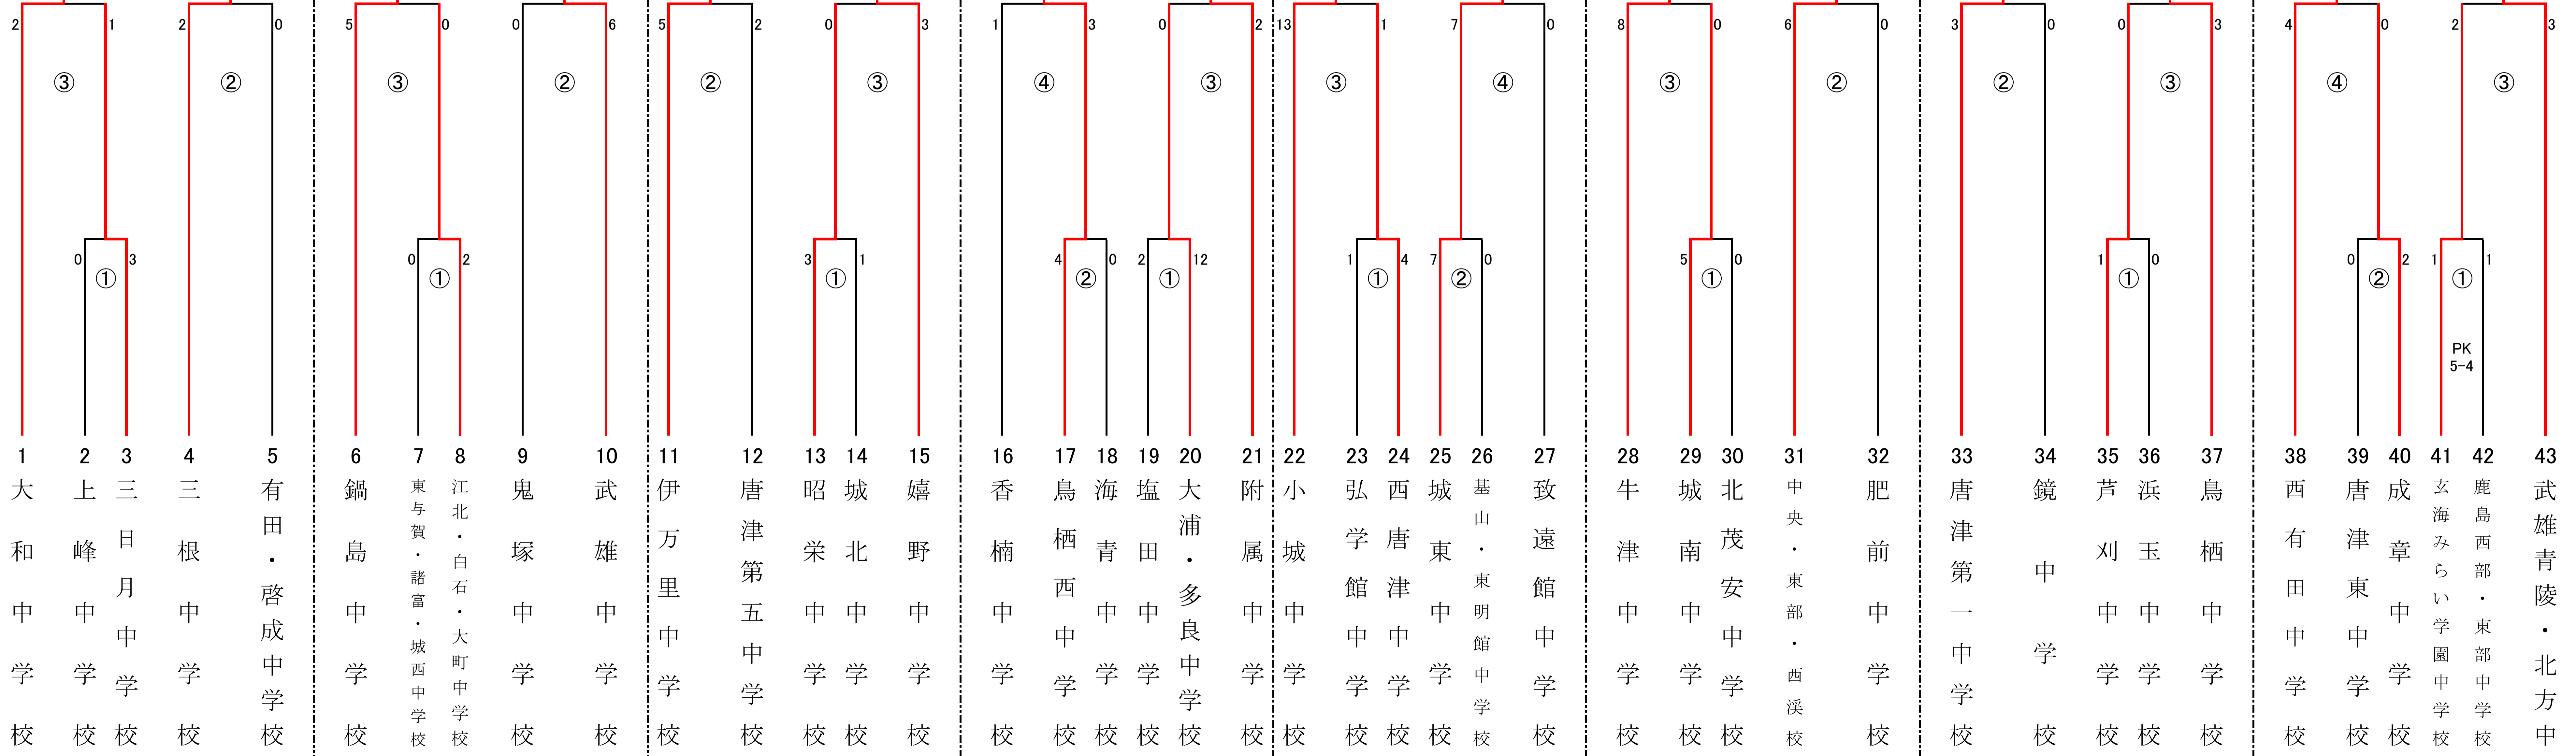 2 1 2 0 5 0 0 6 5 2 0 3 1 3 0 2 13 1 7 0 8 0 6 0 3 0 0 3 4 0 2 3
③ ② ③ ② ② ③ ④ ③ ③ ④ ③ ② ② ③ ④ ③
0 3 0 2 3 1 4 0 2 12 1 4 7 0 5 0 1 0 0 2 1 1
① ① ① ② ① ① ② ① ① ② ①
PK
5-4
1 2 3 4 5 6 7 8 9 10 11 12 13 14 15 16 17 18 19 20 21 22 23 24 25 26 27 28 29 30 31 32 33 34 35 36 37 38 39 40 41 42 43
大和中学校
上峰中学校
三日月中学校
三根中学校
有田・啓成中学校
鍋島中学校
東与賀・諸富・城西中学校
江北・白石・大町中学校
鬼塚中学校
武雄中学校
伊万里中学校
唐津第五中学校
昭栄中学校
城北中学校
嬉野中学校
香楠中学校
鳥栖西中学校
海青中学校
塩田中学校
大浦・多良中学校
附属中学校
小城中学校
弘学館中学校
西唐津中学校
城東中学校
基山・東明館中学校
致遠館中学校
牛津中学校
城南中学校
北茂安中学校
中央・東部・西渓校
肥前中学校
唐津第一中学校
鏡中学校
芦刈中学校
浜玉中学校
鳥栖中学校
西有田中学校
唐津東中学校
成章中学校
玄海みらい学園中学校
鹿島西部・東部中学校
武雄青陵・北方中